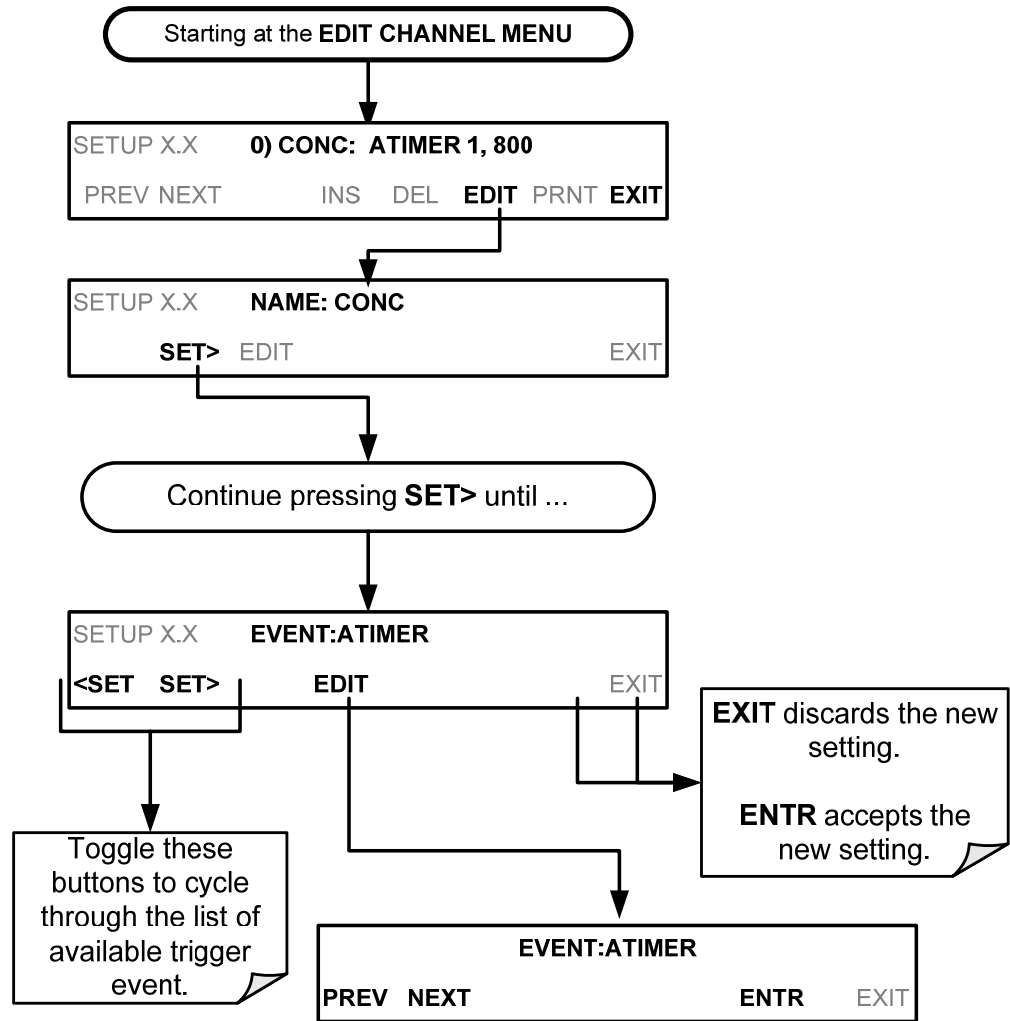 Starting at the EDIT CHANNEL MENU
SETUP X.X 0) CONC: ATIMER 1, 800
PREV NEXT INS DEL EDIT PRNT EXIT
SETUP X.X NAME: CONC
SET> EDIT EXIT
Continue pressing SET> until ...
SETUP X.X EVENT:ATIMER
<SET SET> EDIT EXIT
EXIT discards the new
setting.
ENTR accepts the
new setting.
Toggle these
buttons to cycle
through the list of
available trigger
event.
EVENT:ATIMER
PREV NEXT ENTR EXIT